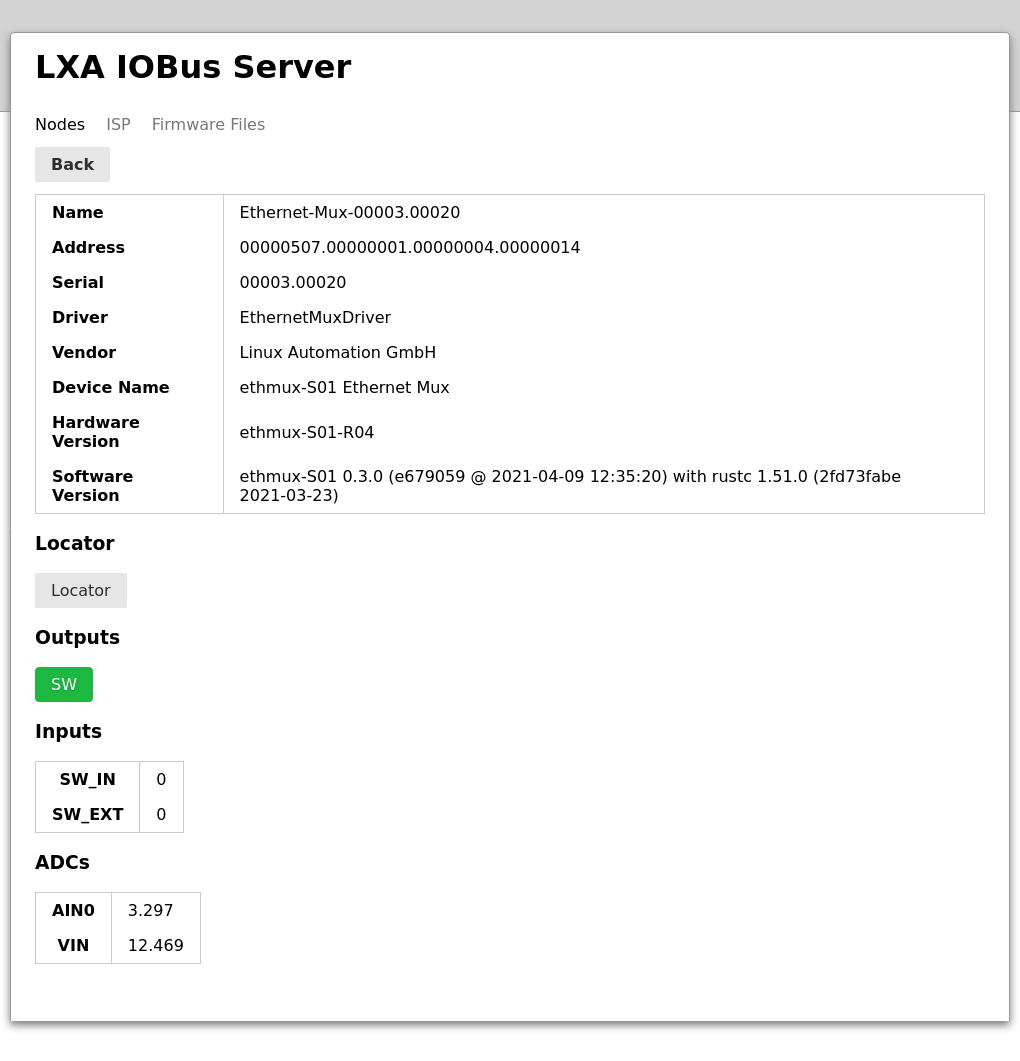 LXA IOBus Server
Nodes ISP Firmware Files
Back
Name Ethernet-Mux-00003.00020
Address 00000507.00000001.00000004.00000014
Serial 00003.00020
Driver EthernetMuxDriver
Vendor Linux Automation GmbH
Device Name ethmux-S01 Ethernet Mux
Hardware
Version
ethmux-S01-R04
Software
Version
ethmux-S01 0.3.0 (e679059 @ 2021-04-09 12:35:20) with rustc 1.51.0 (2fd73fabe
2021-03-23)
Locator
Locator
Outputs
SW
Inputs
SW_IN 0
SW_EXT 0
ADCs
AIN0 3.297
VIN 12.469